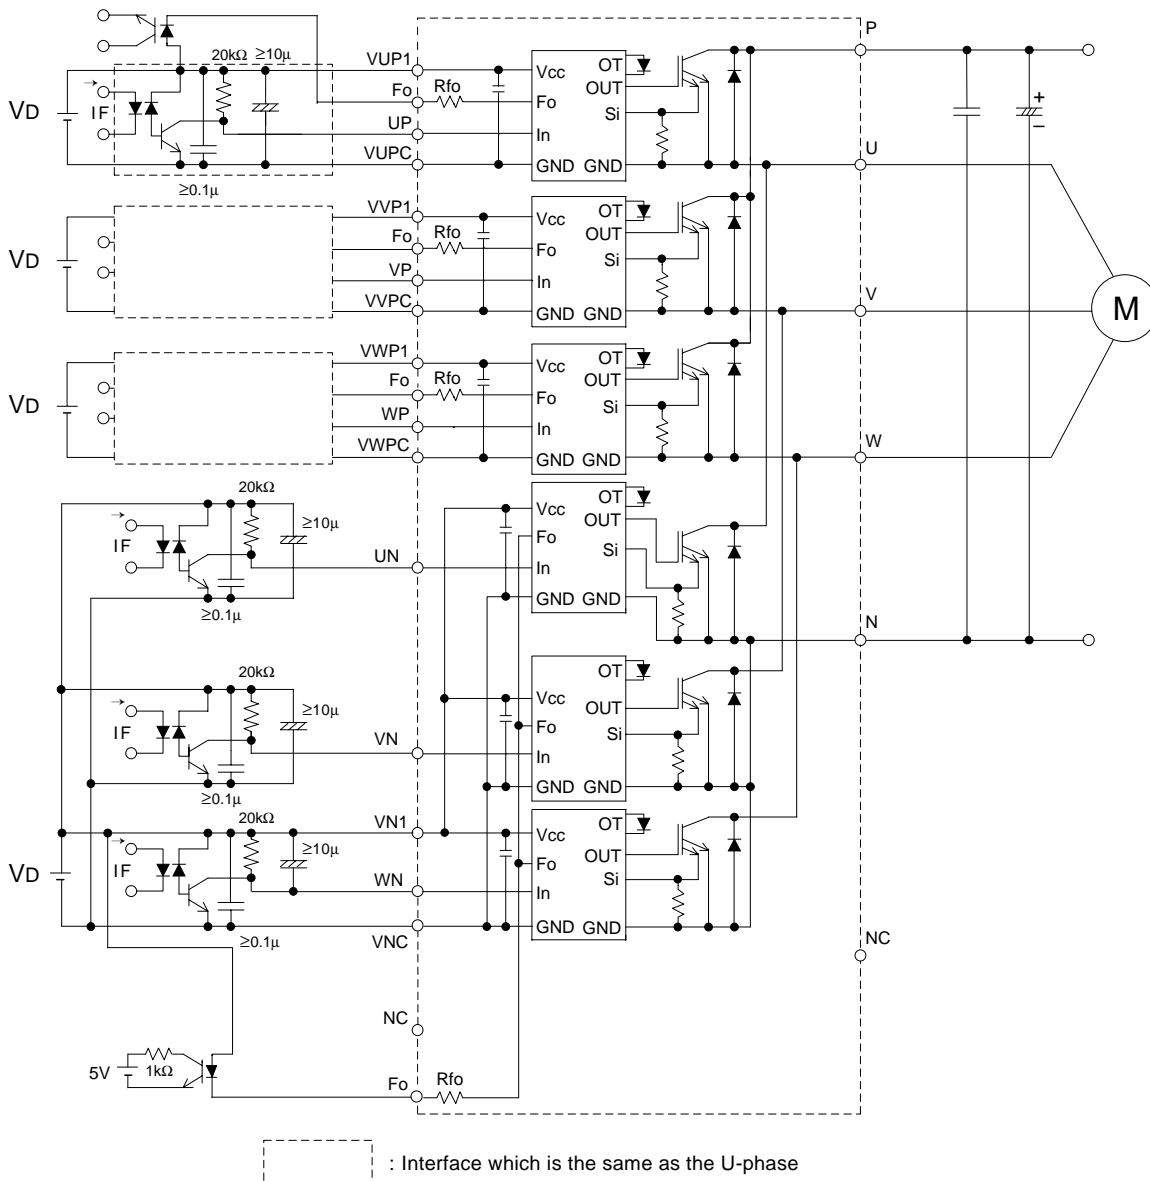 P
20kΩ ≥10μ
VUP1
VD
IF
Fo
Rfo
UP
VUPC
≥0.1μ
Vcc
Fo
In
GND GND
OT
OUT
Si
+
–
U
VD
VVP1
Fo
Rfo
VP
VVPC
Vcc
Fo
In
GND GND
OT
OUT
Si
V
M
VD
VWP1
Fo
Rfo
WP
VWPC
Vcc
Fo
In
GND GND
OT
OUT
Si
W
20kΩ
≥10μ
IF
UN
≥0.1μ
Vcc
Fo
In
GND GND
OT
OUT
Si
N
20kΩ
≥10μ
IF
VN
≥0.1μ
Vcc
Fo
In
GND GND
OT
OUT
Si
20kΩ
≥10μ
VD
IF
VN1
WN
VNC
≥0.1μ
Vcc
Fo
In
GND GND
OT
OUT
Si
NC
NC
5V
1kΩ
Fo
Rfo
: Interface which is the same as the U-phase